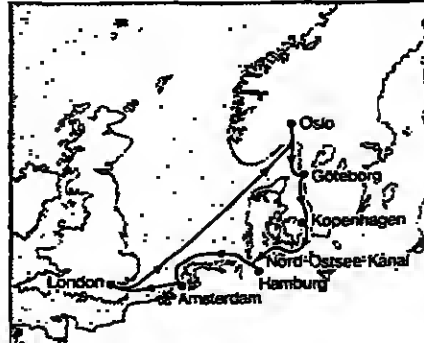 Oslo
Göteborg
Kopenhagen
Nord-Ostsee-Kanal
London
Hamburg
Amsterdam